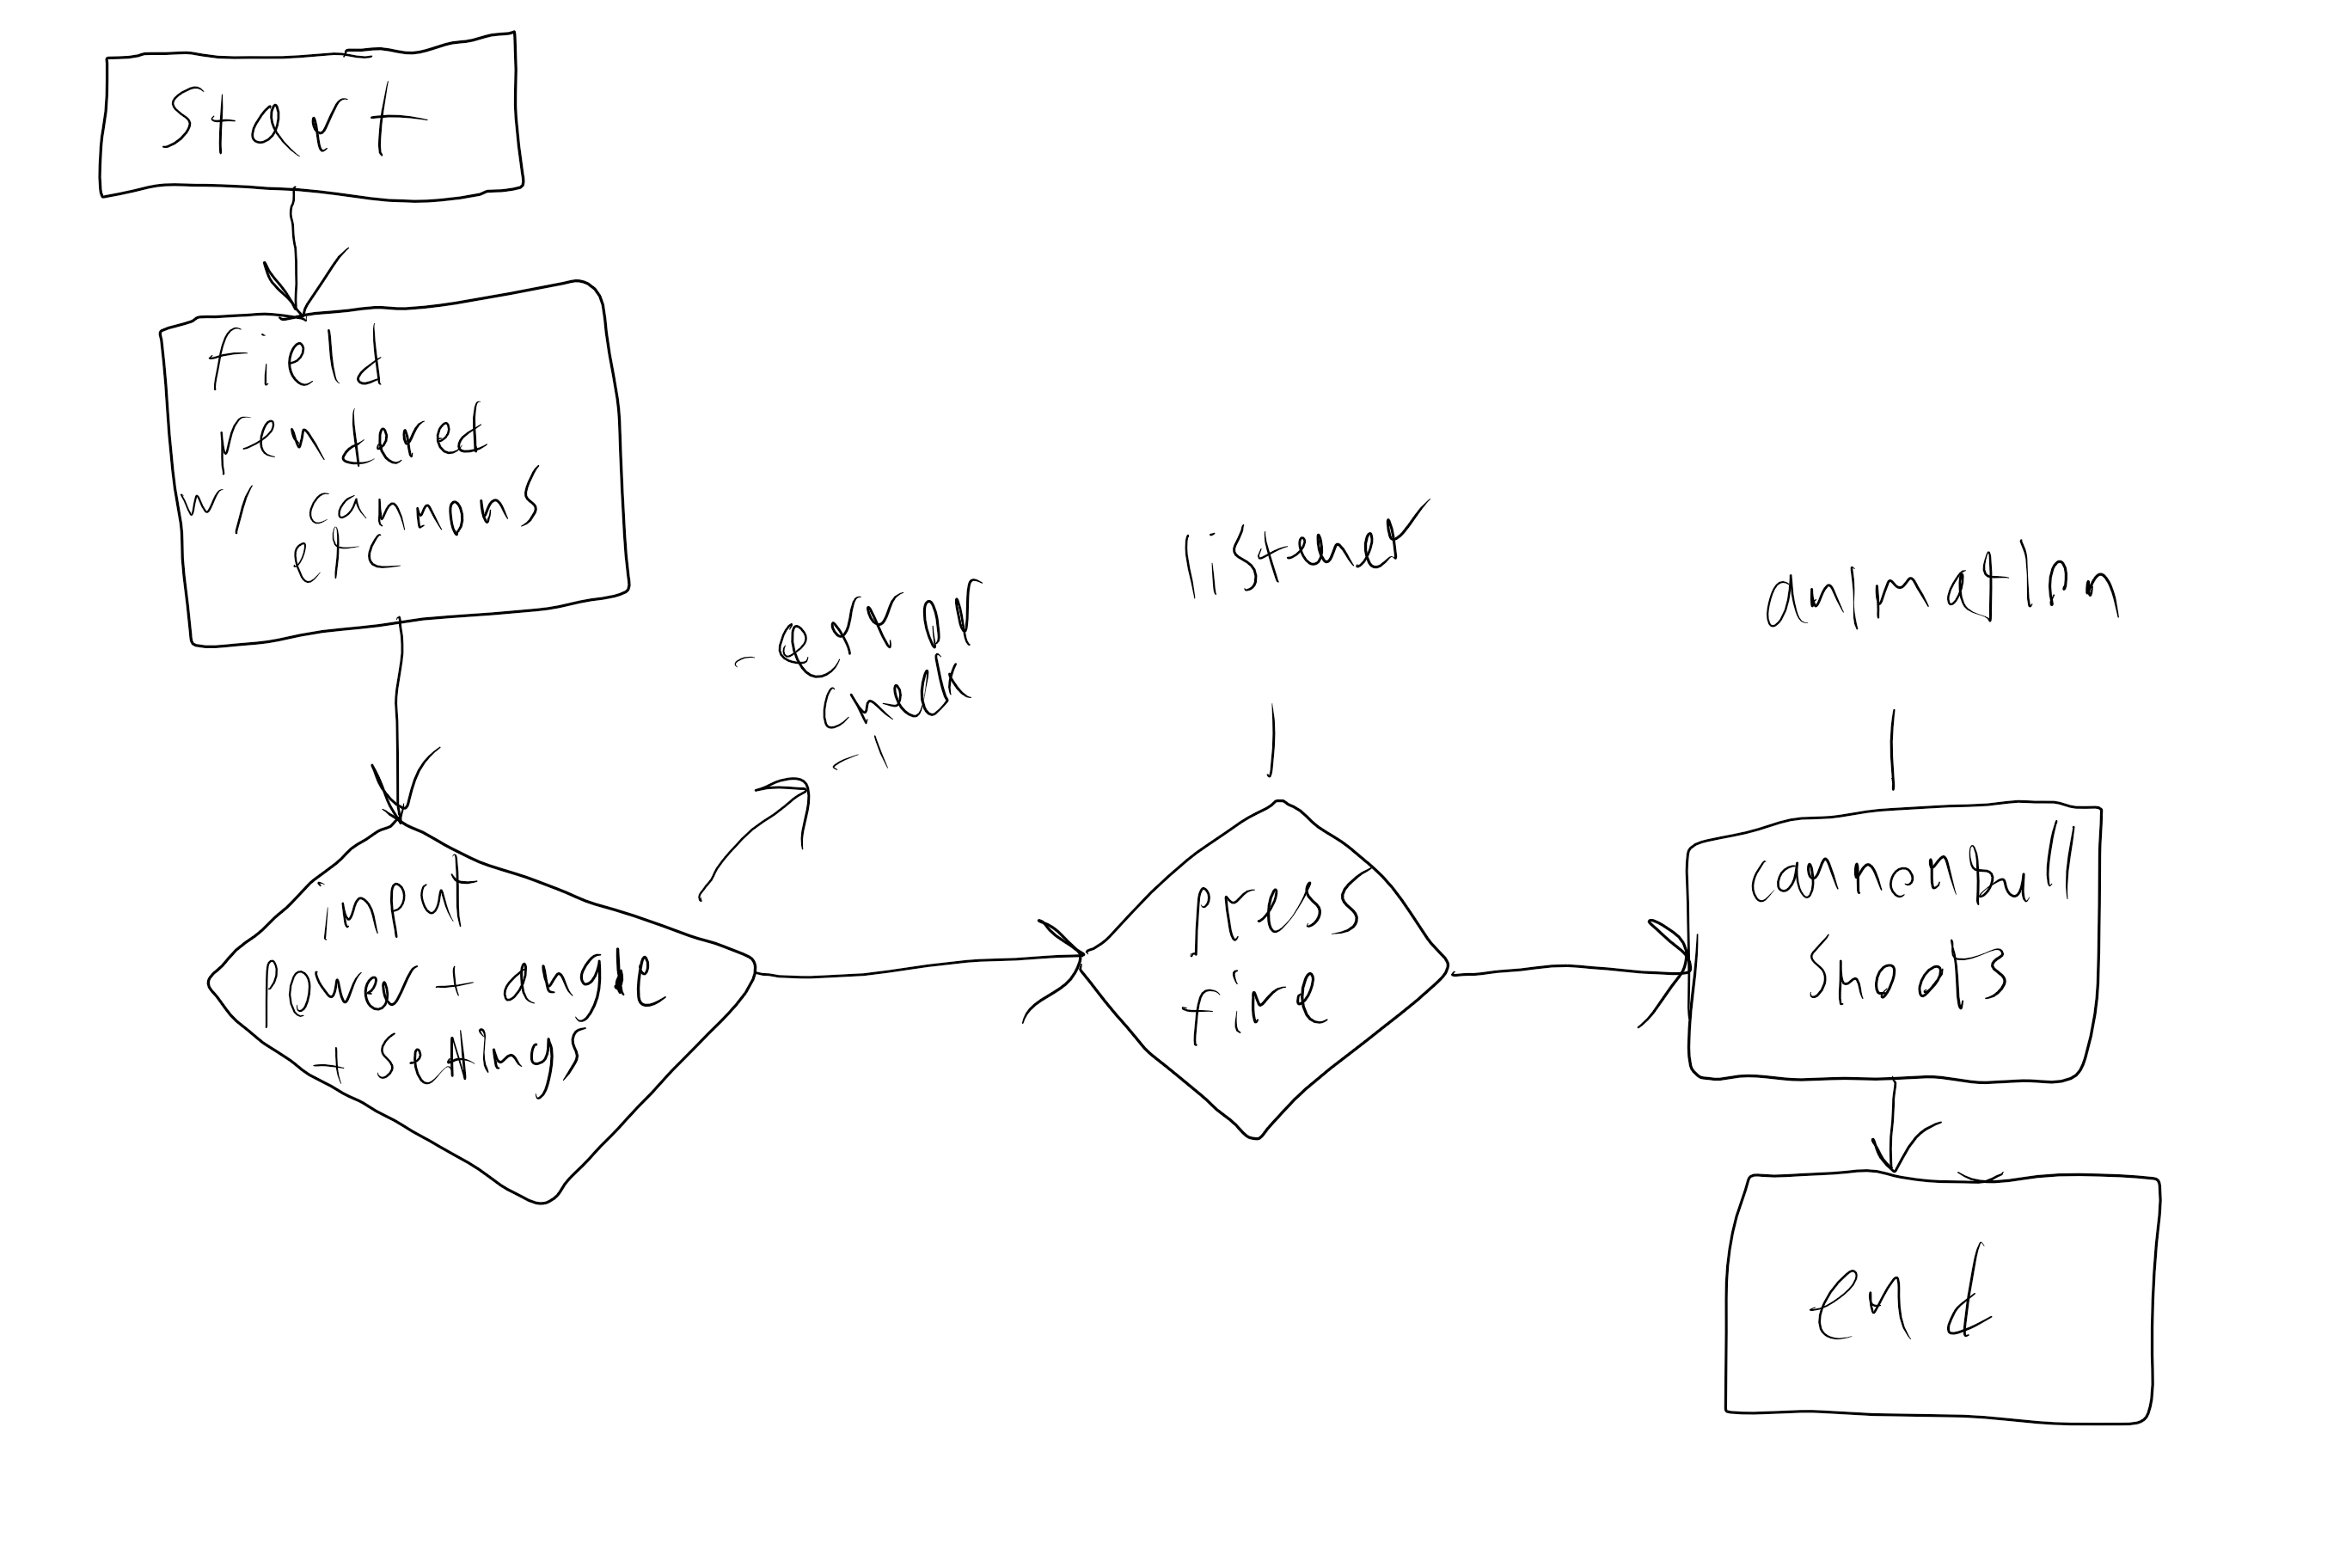 start
field
rendered
w/ cannons
etc
- error
check
listener
animation
input
power + angle
+ settings
press
fire
cannonball
shoots
end